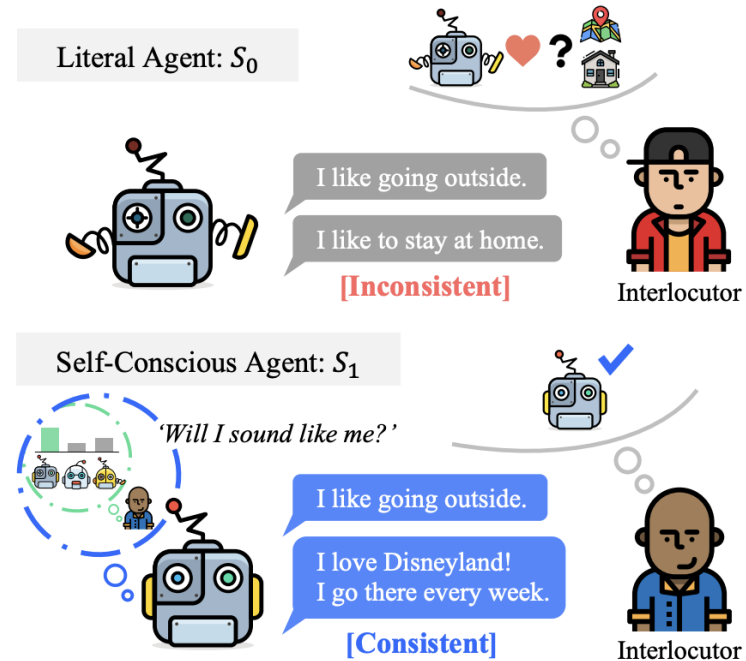 Literal Agent: S₀
?
I like going outside.
I like to stay at home.
[Inconsistent]
Interlocutor
Self-Conscious Agent: S₁
‘Will I sound like me?’
I like going outside.
I love Disneyland!
I go there every week.
[Consistent]
Interlocutor